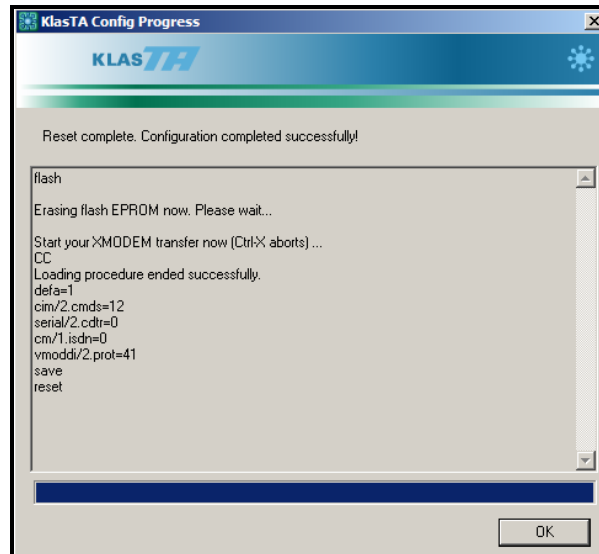 KlasTA Config Progress
KLASTA
Reset complete. Configuration completed successfully!
flash
Erasing flash EPROM now. Please wait...
Start your XMODEM transfer now (Ctrl-X aborts) ...
CC
Loading procedure ended successfully.
defa=1
cim/2.cmds=12
serial/2.cdtr=0
cm/1.isdn=0
vmoddi/2.prot=41
save
reset
OK